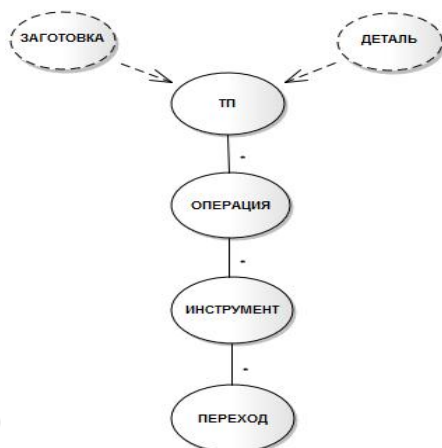 ЗАГОТОВКА
ДЕТАЛЬ
ТП
*
ОПЕРАЦИЯ
*
ИНСТРУМЕНТ
*
ПЕРЕХОД